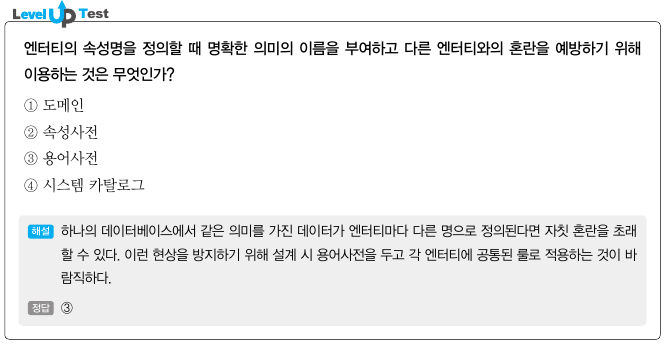 Level UP Test
엔터티의 속성명을 정의할 때 명확한 의미의 이름을 부여하고 다른 엔터티와의 혼란을 예방하기 위해
이용하는 것은 무엇인가?
① 도메인
② 속성사전
③ 용어사전
④ 시스템 카탈로그
해설 하나의 데이터베이스에서 같은 의미를 가진 데이터가 엔터티마다 다른 명으로 정의된다면 자칫 혼란을 초래
할 수 있다. 이런 현상을 방지하기 위해 설계 시 용어사전을 두고 각 엔터티에 공통된 룰로 적용하는 것이 바
람직하다.
정답 ③